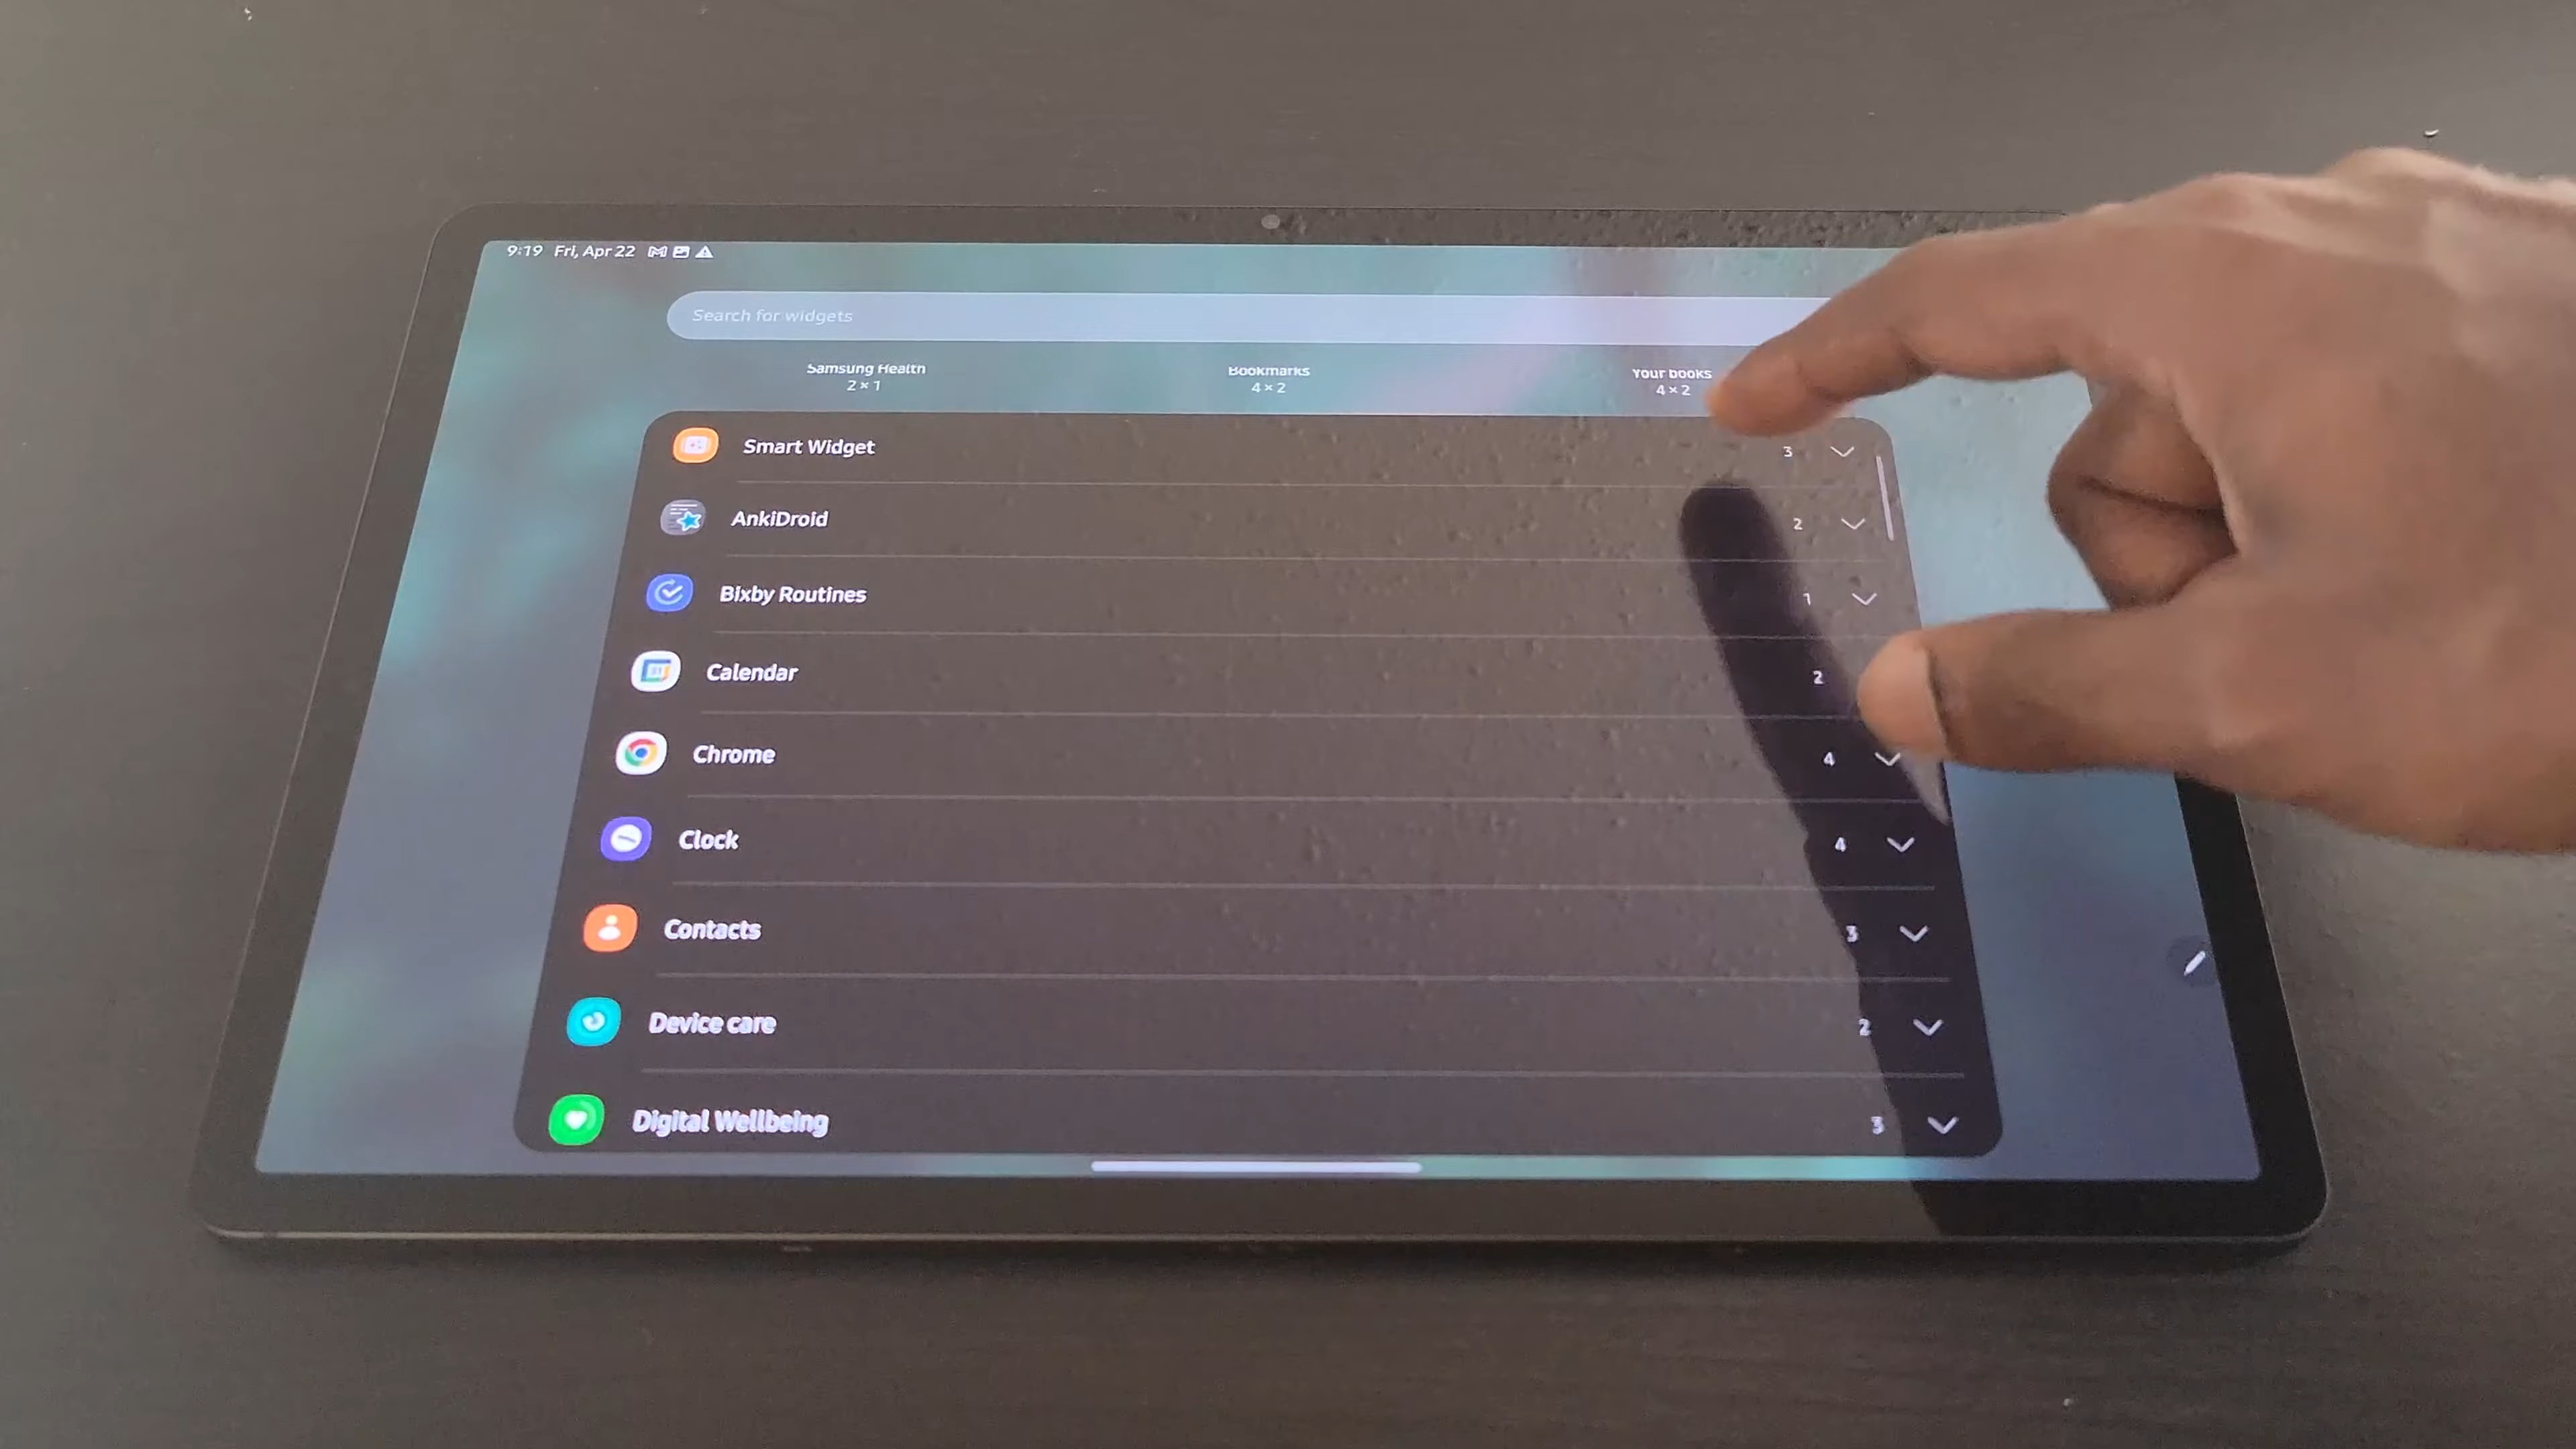 9:19 Fri, Apr 22
Search for widgets
Samsung Health
2 × 1
Bookmarks
4 × 2
Your books
4 × 2
Smart Widget 3
AnkiDroid 2
Bixby Routines 1
Calendar 2
Chrome 4
Clock 4
Contacts 3
Device care 2
Digital Wellbeing 3